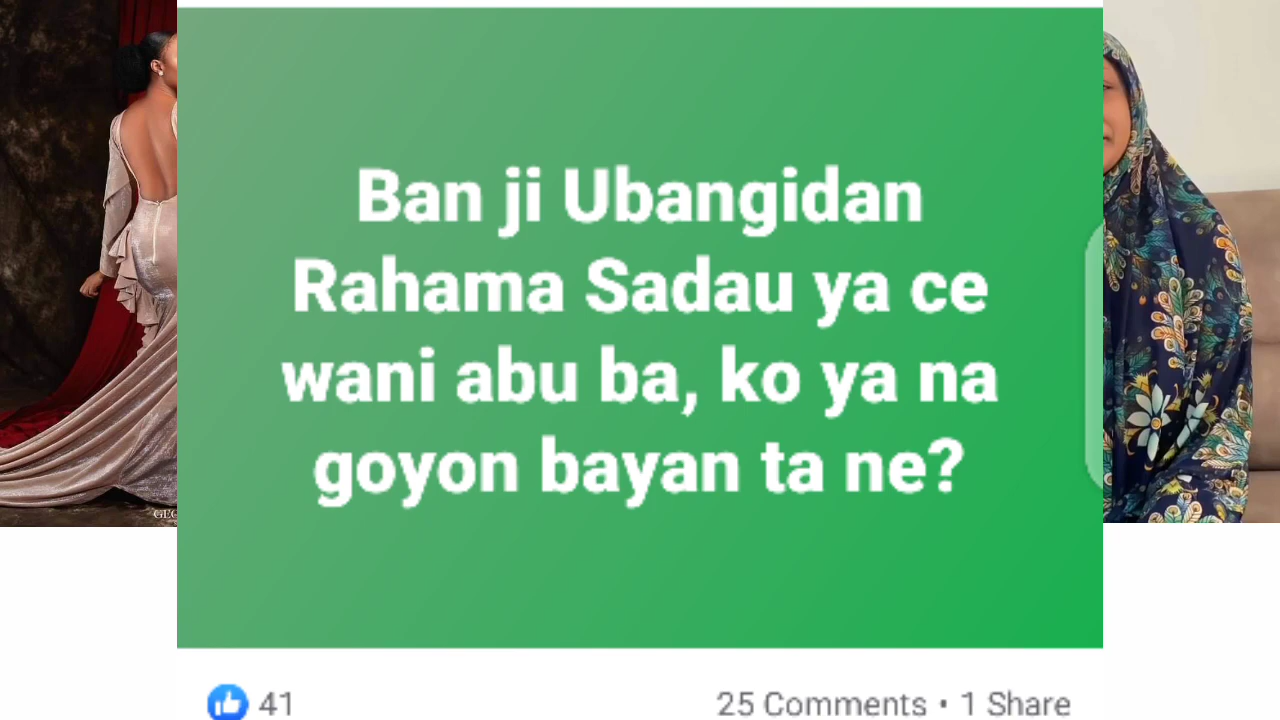 Ban ji Ubangidan
Rahama Sadau ya ce
wani abu ba, ko ya na
goyon bayan ta ne?
GEO
41
25 Comments • 1 Share